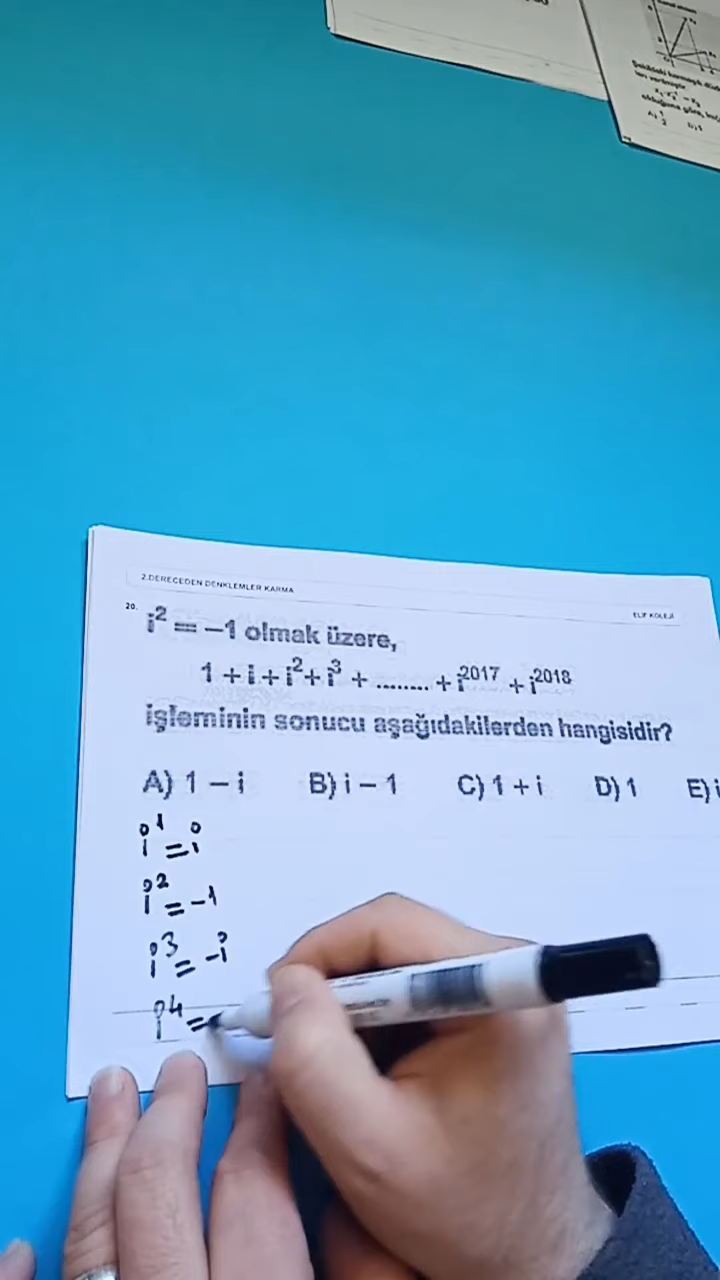 2.DERECEDEN DENKLEMLER KARMA
ELİF KOLEJİ
20. i² = −1 olmak üzere,
1 + i + i² + i³ + ........ + i²⁰¹⁷ + i²⁰¹⁸
işleminin sonucu aşağıdakilerden hangisidir?
A) 1 − i B) i − 1 C) 1 + i D) 1 E) i
i¹ = i
i² = −1
i³ = −i
i⁴ =